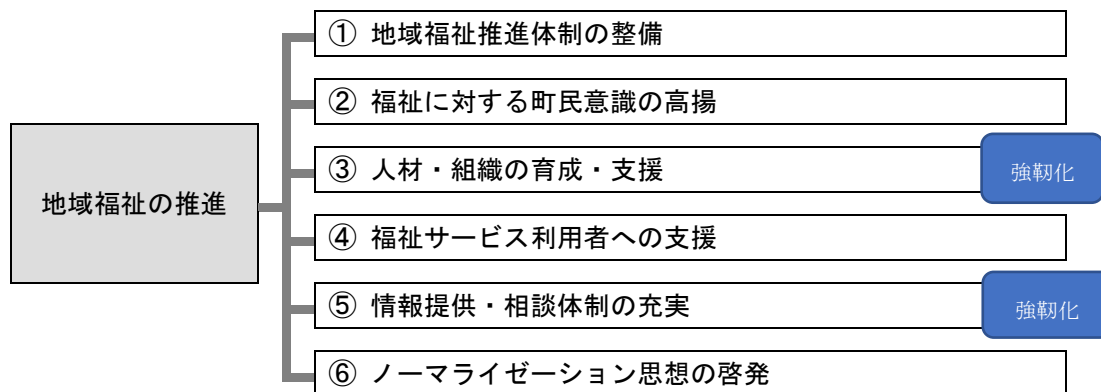 ① 地域福祉推進体制の整備
② 福祉に対する町民意識の高揚
③ 人材・組織の育成・支援
強靭化
地域福祉の推進
④ 福祉サービス利用者への支援
⑤ 情報提供・相談体制の充実
強靭化
⑥ ノーマライゼーション思想の啓発